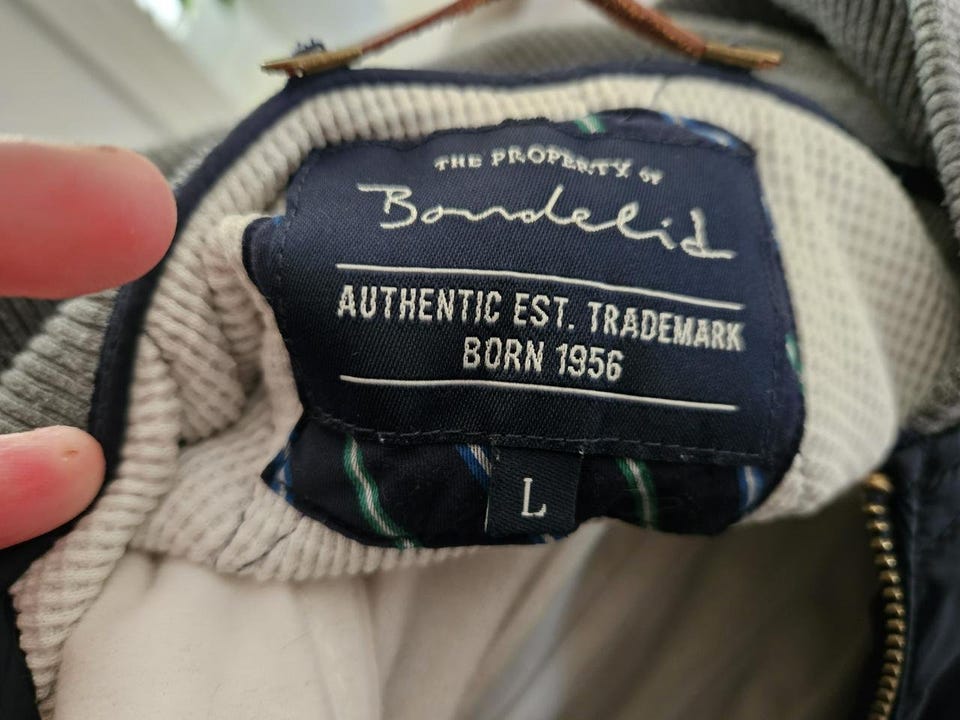 THE PROPERTY OF
Bondelid
AUTHENTIC EST. TRADEMARK
BORN 1956
L